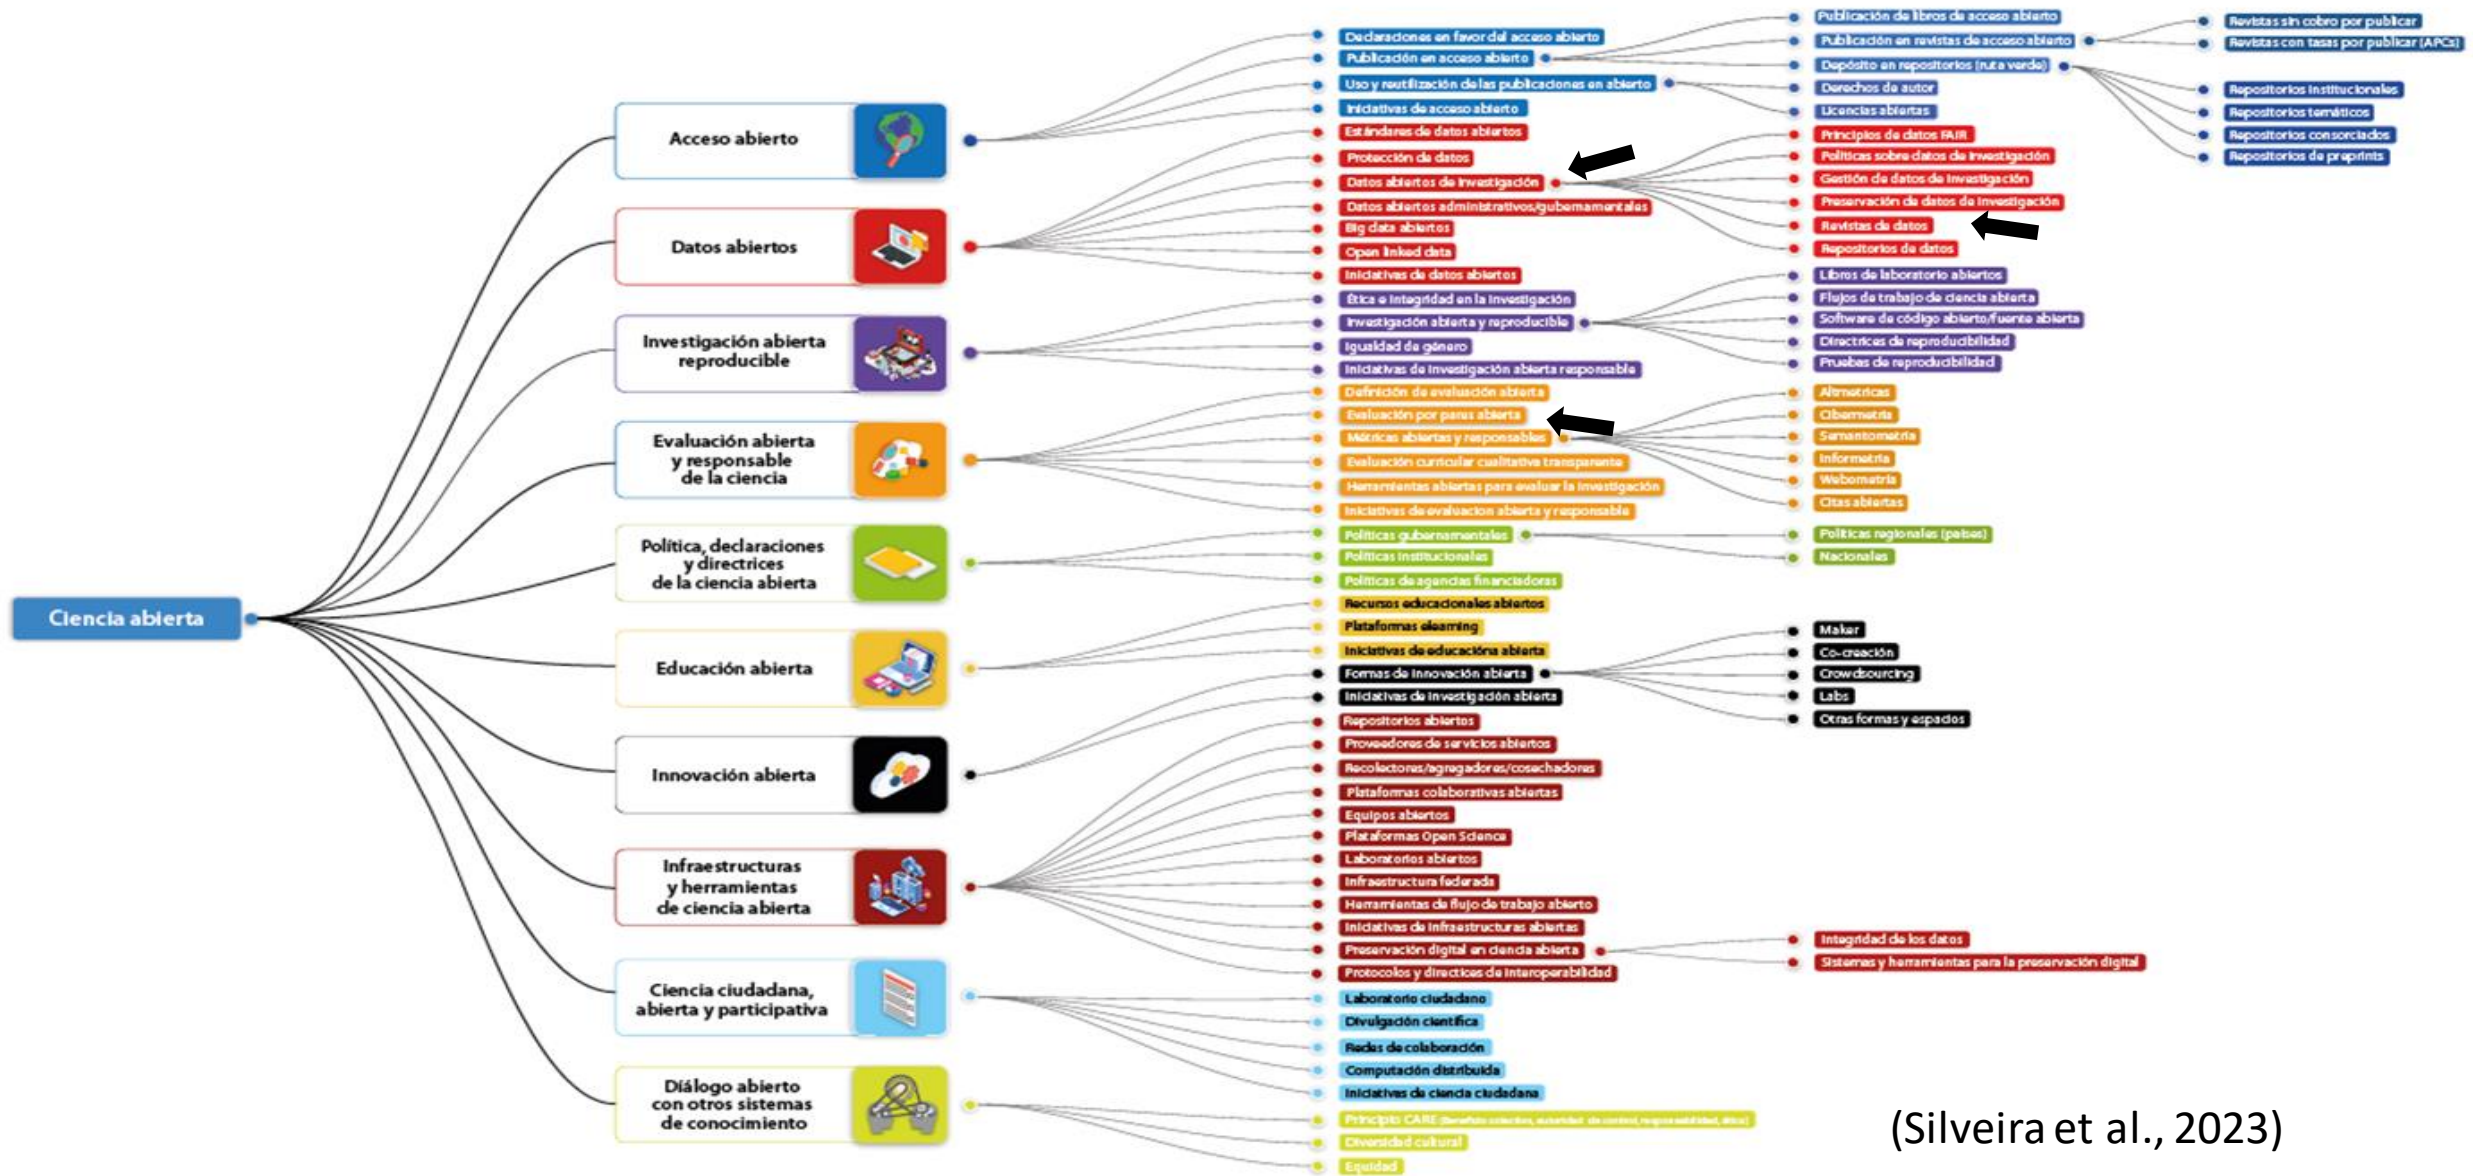 Ciencia abierta
Acceso abierto
Datos abiertos
Investigación abierta
reproducible
Evaluación abierta
y responsable
de la ciencia
Política, declaraciones
y directrices
de la ciencia abierta
Educación abierta
Innovación abierta
Infraestructuras
y herramientas
de ciencia abierta
Ciencia ciudadana,
abierta y participativa
Diálogo abierto
con otros sistemas
de conocimiento
Declaraciones en favor del acceso abierto
Publicación en acceso abierto
Uso y reutilización de las publicaciones en abierto
Iniciativas de acceso abierto
Estándares de datos abiertos
Protección de datos
Datos abiertos de investigación
Datos abiertos administrativos/gubernamentales
Big data abiertos
Open linked data
Iniciativas de datos abiertos
Ética e integridad en la investigación
Investigación abierta y reproducible
Igualdad de género
Iniciativas de investigación abierta responsable
Definición de evaluación abierta
Evaluación por pares abierta
Métricas abiertas y responsables
Evaluación curricular cualitativa transparente
Herramientas abiertas para evaluar la investigación
Iniciativas de evaluacion abierta y responsable
Políticas gubernamentales
Políticas institucionales
Políticas de agencias financiadoras
Recursos educacionales abiertos
Plataformas elearning
Iniciativas de educacióna abierta
Formas de innovación abierta
Iniciativas de investigación abierta
Repositorios abiertos
Proveedores de servicios abiertos
Recolectores/agregadores/cosechadores
Plataformas colaborativas abiertas
Equipos abiertos
Plataformas Open Science
Laboratorios abiertos
Infraestructura federada
Herramientas de flujo de trabajo abierto
Iniciativas de infraestructuras abiertas
Preservación digital en ciencia abierta
Protocolos y directices de interoperabilidad
Laboratorio ciudadano
Divulgación científica
Redes de colaboración
Computación distribuida
Iniciativas de ciencia ciudadana
Principio CARE (Beneficio colectivo, autoridad de control, responsabilidad, ética)
Diversidad cultural
Equidad
Publicación de libros de acceso abierto
Publicación en revistas de acceso abierto
Depósito en repositorios (ruta verde)
Derechos de autor
Licencias abiertas
Principios de datos FAIR
Políticas sobre datos de investigación
Gestión de datos de investigación
Preservación de datos de investigación
Revistas de datos
Repositorios de datos
Libros de laboratorio abiertos
Flujos de trabajo de ciencia abierta
Software de código abierto/fuente abierta
Directrices de reproducibilidad
Pruebas de reproducibilidad
Altmetricas
Cibermetría
Semantometría
Informetría
Webometría
Citas abiertas
Políticas regionales (países)
Nacionales
Maker
Co-creación
Crowdsourcing
Labs
Otras formas y espacios
Integridad de los datos
Sistemas y herramientas para la preservación digital
Revistas sin cobro por publicar
Revistas con tasas por publicar (APCs)
Repositorios institucionales
Repositorios temáticos
Repositorios consorciados
Repositorios de preprints
(Silveira et al., 2023)